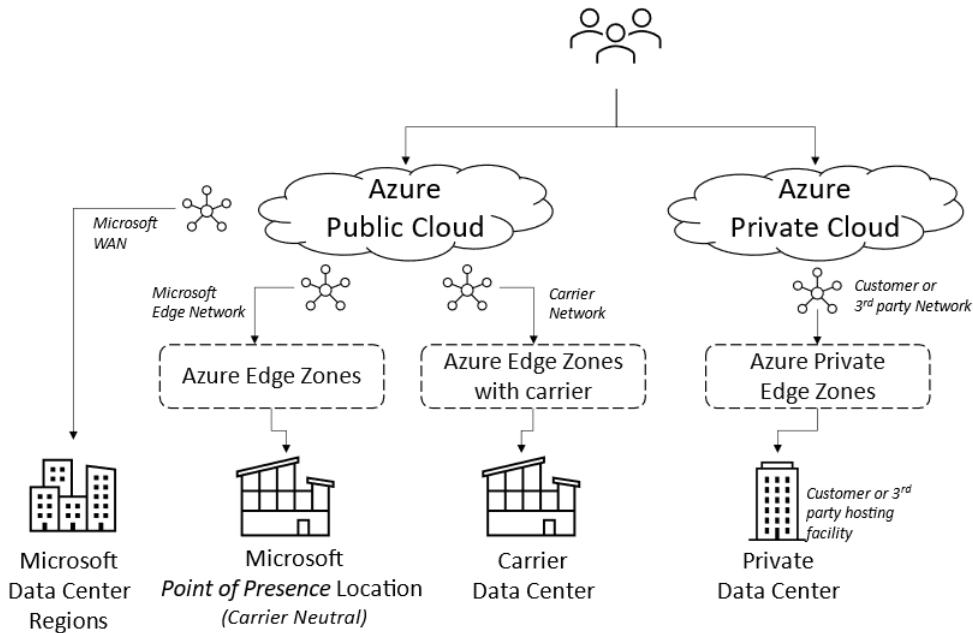 Azure
Public Cloud
Azure
Private Cloud
Microsoft
WAN
Microsoft
Edge Network
Carrier
Network
Customer or
3rd party Network
Azure Edge Zones
Azure Edge Zones
with carrier
Azure Private
Edge Zones
Customer or 3rd
party hosting
facility
Microsoft
Data Center
Regions
Microsoft
Point of Presence Location
(Carrier Neutral)
Carrier
Data Center
Private
Data Center